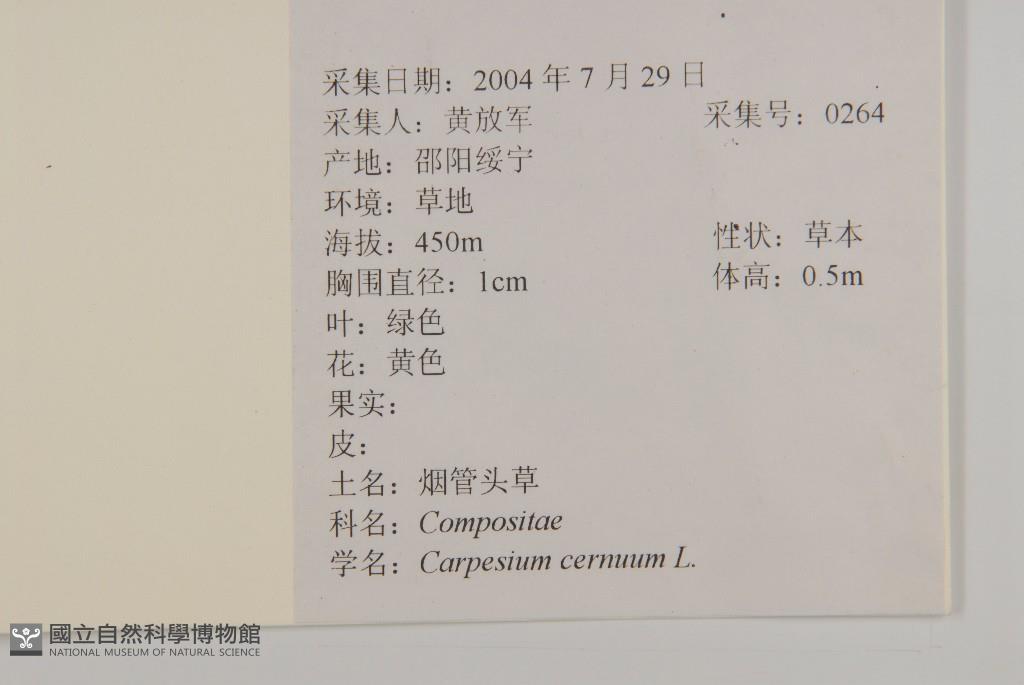 采集日期：2004 年 7 月 29 日
采集人：黄放军 采集号：0264
产地：邵阳绥宁
环境：草地
海拔：450m 性状：草本
胸围直径：1cm 体高：0.5m
叶：绿色
花：黄色
果实：
皮：
土名：烟管头草
科名：Compositae
学名：Carpesium cernuum L.
國立自然科學博物館
NATIONAL MUSEUM OF NATURAL SCIENCE